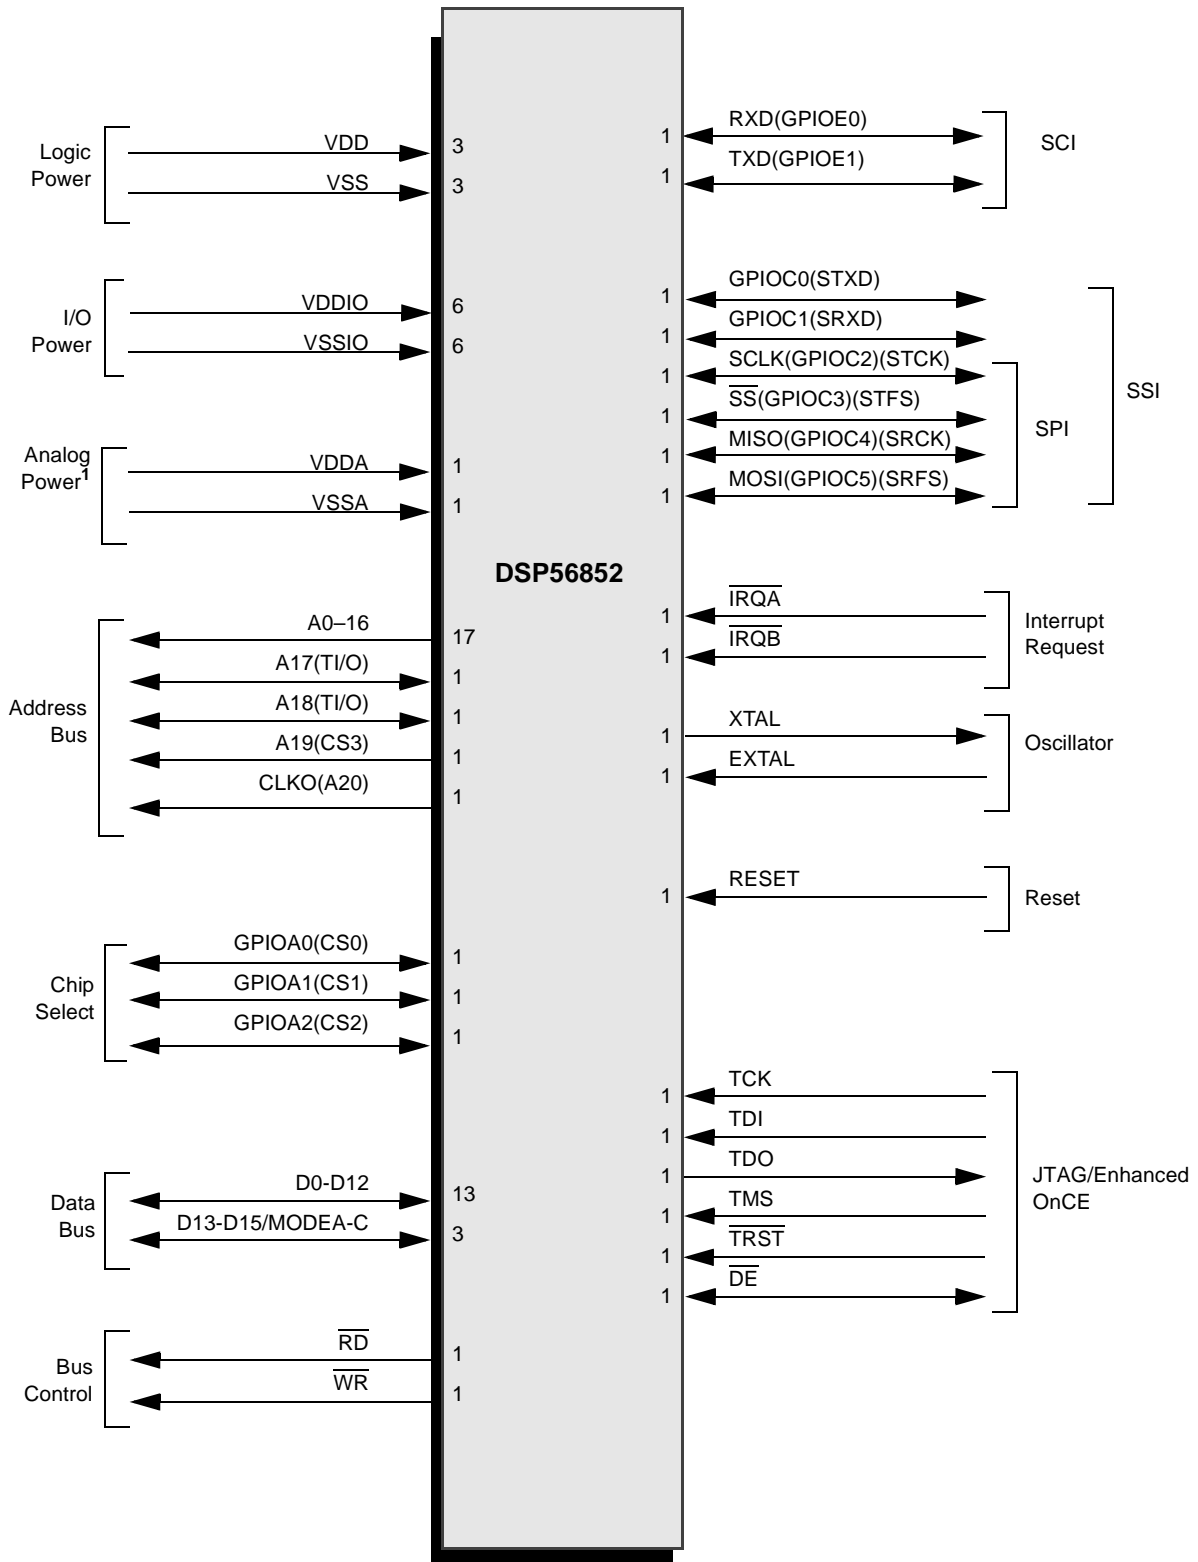 Logic
Power
VDD
3
VSS
3
I/O
Power
VDDIO
6
VSSIO
6
Analog
Power1
VDDA
1
VSSA
1
Address
Bus
A0–16
17
A17(TI/O)
1
A18(TI/O)
1
A19(CS3)
1
CLKO(A20)
1
Chip
Select
GPIOA0(CS0)
1
GPIOA1(CS1)
1
GPIOA2(CS2)
1
Data
Bus
D0-D12
13
D13-D15/MODEA-C
3
Bus
Control
RD
1
WR
1
DSP56852
1
RXD(GPIOE0)
1
TXD(GPIOE1)
SCI
1
GPIOC0(STXD)
1
GPIOC1(SRXD)
1
SCLK(GPIOC2)(STCK)
1
SS(GPIOC3)(STFS)
1
MISO(GPIOC4)(SRCK)
1
MOSI(GPIOC5)(SRFS)
SPI
SSI
1
IRQA
1
IRQB
Interrupt
Request
1
XTAL
1
EXTAL
Oscillator
1
RESET
Reset
1
TCK
1
TDI
1
TDO
1
TMS
1
TRST
1
DE
JTAG/Enhanced
OnCE